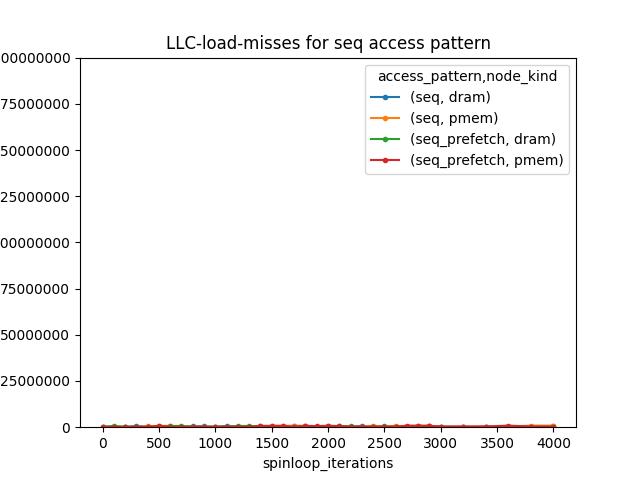 LLC-load-misses for seq access pattern
access_pattern,node_kind
(seq, dram)
(seq, pmem)
(seq_prefetch, dram)
(seq_prefetch, pmem)
00000000
75000000
50000000
25000000
00000000
75000000
50000000
25000000
0
0 500 1000 1500 2000 2500 3000 3500 4000
spinloop_iterations